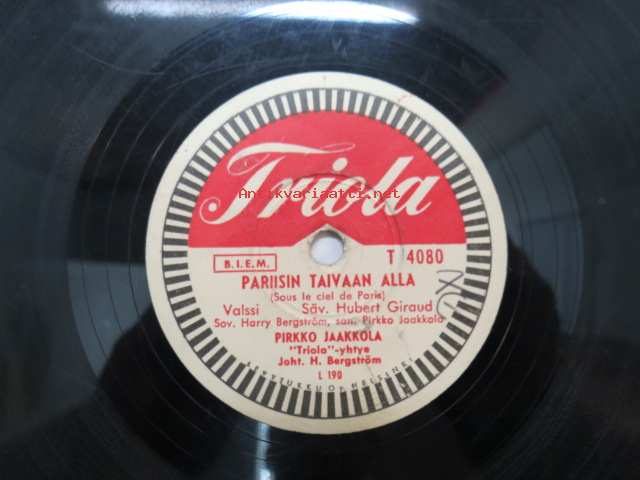 Triola
Antikvariaatti.net
B.I.E.M.
T 4080
PARIISIN TAIVAAN ALLA
(Sous le ciel de Paris)
Valssi Säv. Hubert Giraud
Sov. Harry Bergström, san. Pirkko Jaakkola
PIRKKO JAAKKOLA
"Triola"-yhtye
Joht. H. Bergström
L 190